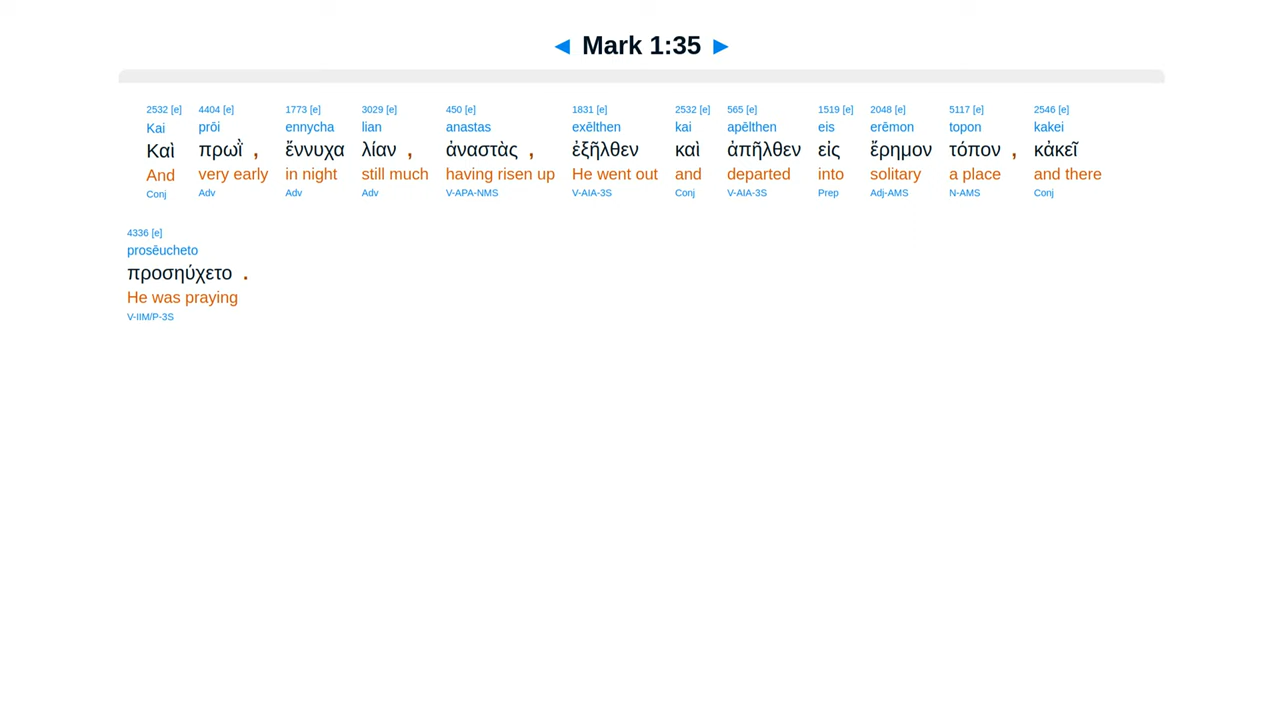 ◄ Mark 1:35 ►
2532 [e] 4404 [e] 1773 [e] 3029 [e] 450 [e] 1831 [e] 2532 [e] 565 [e] 1519 [e] 2048 [e] 5117 [e] 2546 [e]
Kai prōi ennycha lian anastas exēlthen kai apēlthen eis erēmon topon kakei
Καὶ πρωῒ , ἔννυχα λίαν , ἀναστὰς , ἐξῆλθεν καὶ ἀπῆλθεν εἰς ἔρημον τόπον , κἀκεῖ
And very early in night still much having risen up He went out and departed into solitary a place and there
Conj Adv Adv Adv V-APA-NMS V-AIA-3S Conj V-AIA-3S Prep Adj-AMS N-AMS Conj
4336 [e]
prosēucheto
προσηύχετο .
He was praying
V-IIM/P-3S